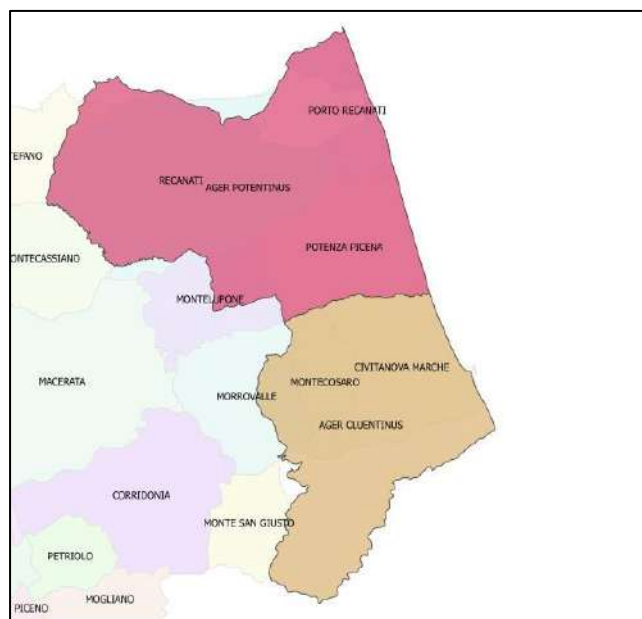 PORTO RECANATI
TEFANO
RECANATI
AGER POTENTINUS
POTENZA PICENA
ONTECASSIANO
MONTELUPONE
CIVITANOVA MARCHE
MACERATA
MONTECOSARO
MORROVALLE
AGER CLUENTINUS
CORRIDONIA
MONTE SAN GIUSTO
PETRIOLO
MOGLIANO
PICENO